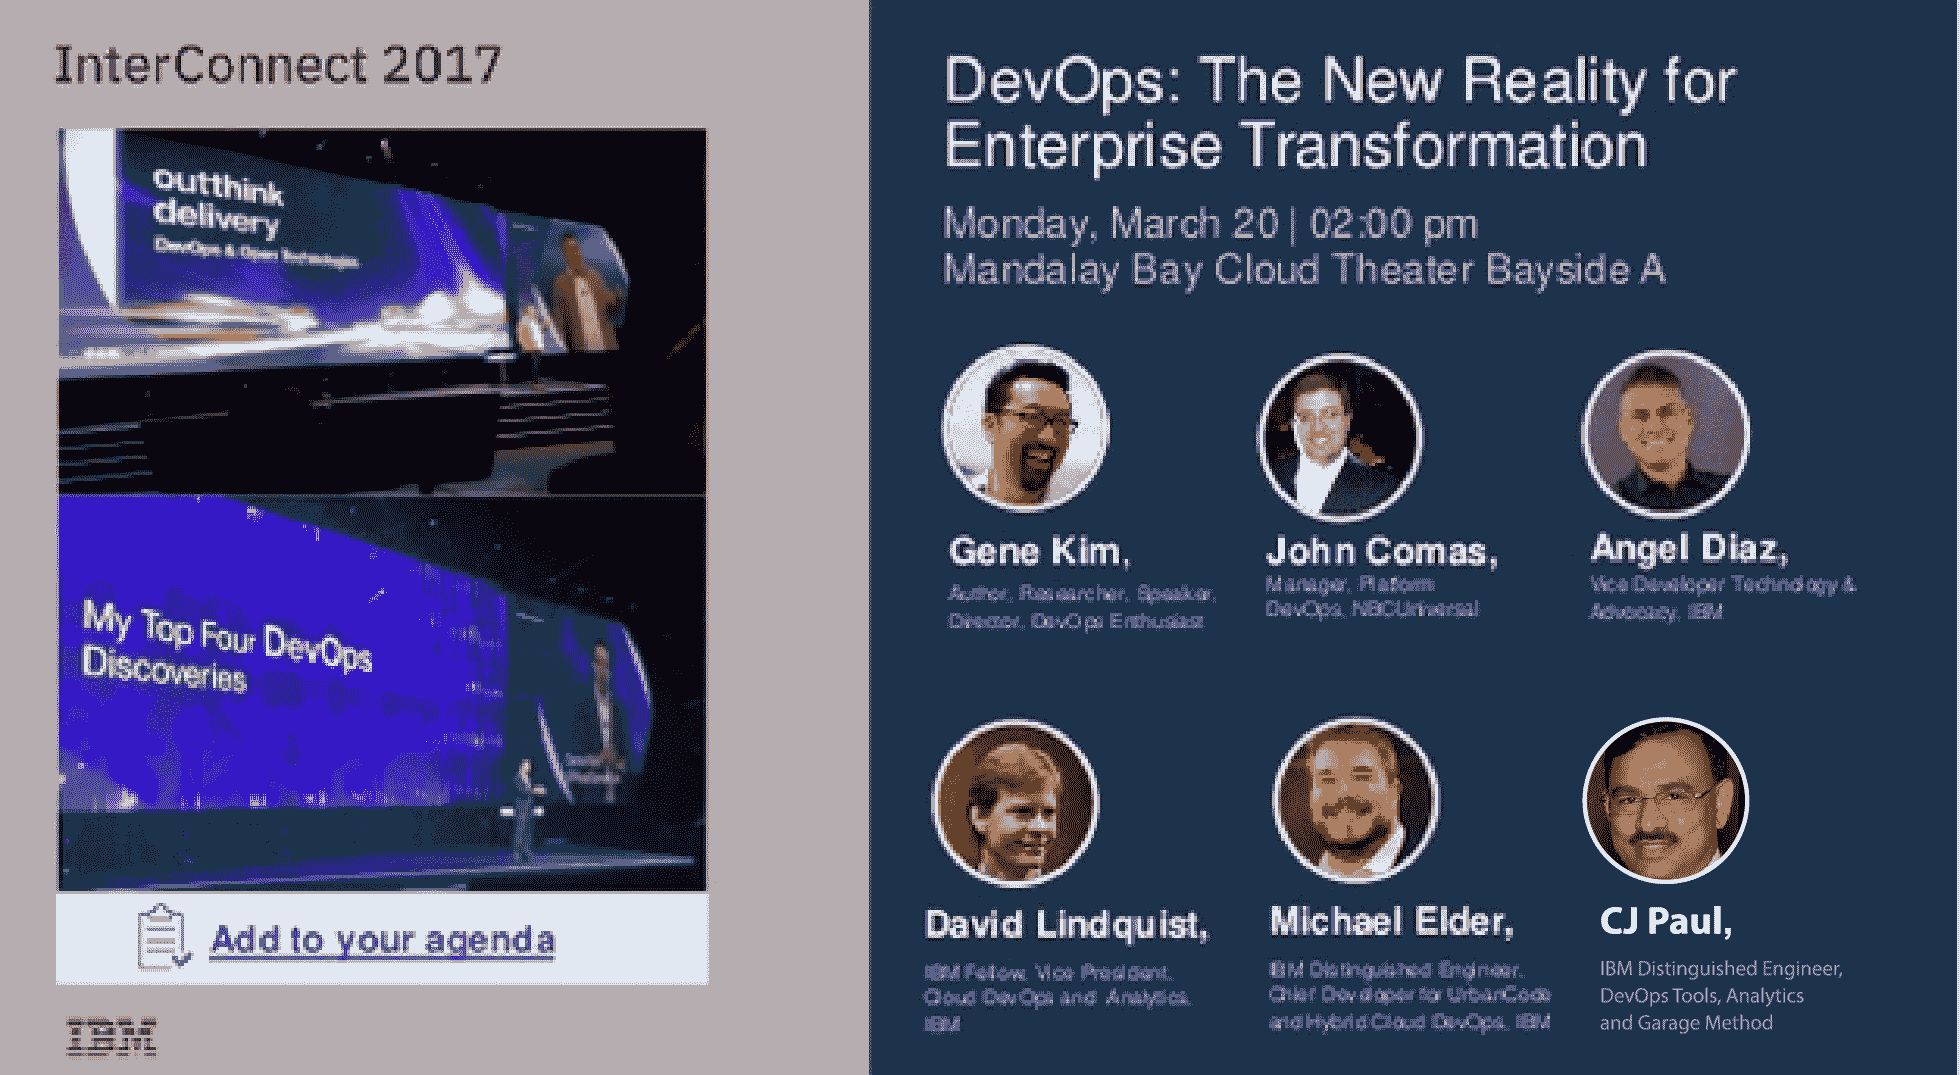 InterConnect 2017
outthink
delivery
DevOps & Open Technologies
My Top Four DevOps
Discoveries
Add to your agenda
IBM
DevOps: The New Reality for
Enterprise Transformation
Monday, March 20 | 02:00 pm
Mandalay Bay Cloud Theater Bayside A
Gene Kim,
Author, Researcher, Speaker,
Director, DevOps Enthusiast
John Comas,
Manager, Platform
DevOps, NBCUniversal
Angel Diaz,
Vice Developer Technology &
Advocacy, IBM
David Lindquist,
IBM Fellow, Vice President,
Cloud DevOps and Analytics,
IBM
Michael Elder,
IBM Distinguished Engineer,
Chief Developer for UrbanCode
and Hybrid Cloud DevOps, IBM
CJ Paul,
IBM Distinguished Engineer,
DevOps Tools, Analytics
and Garage Method